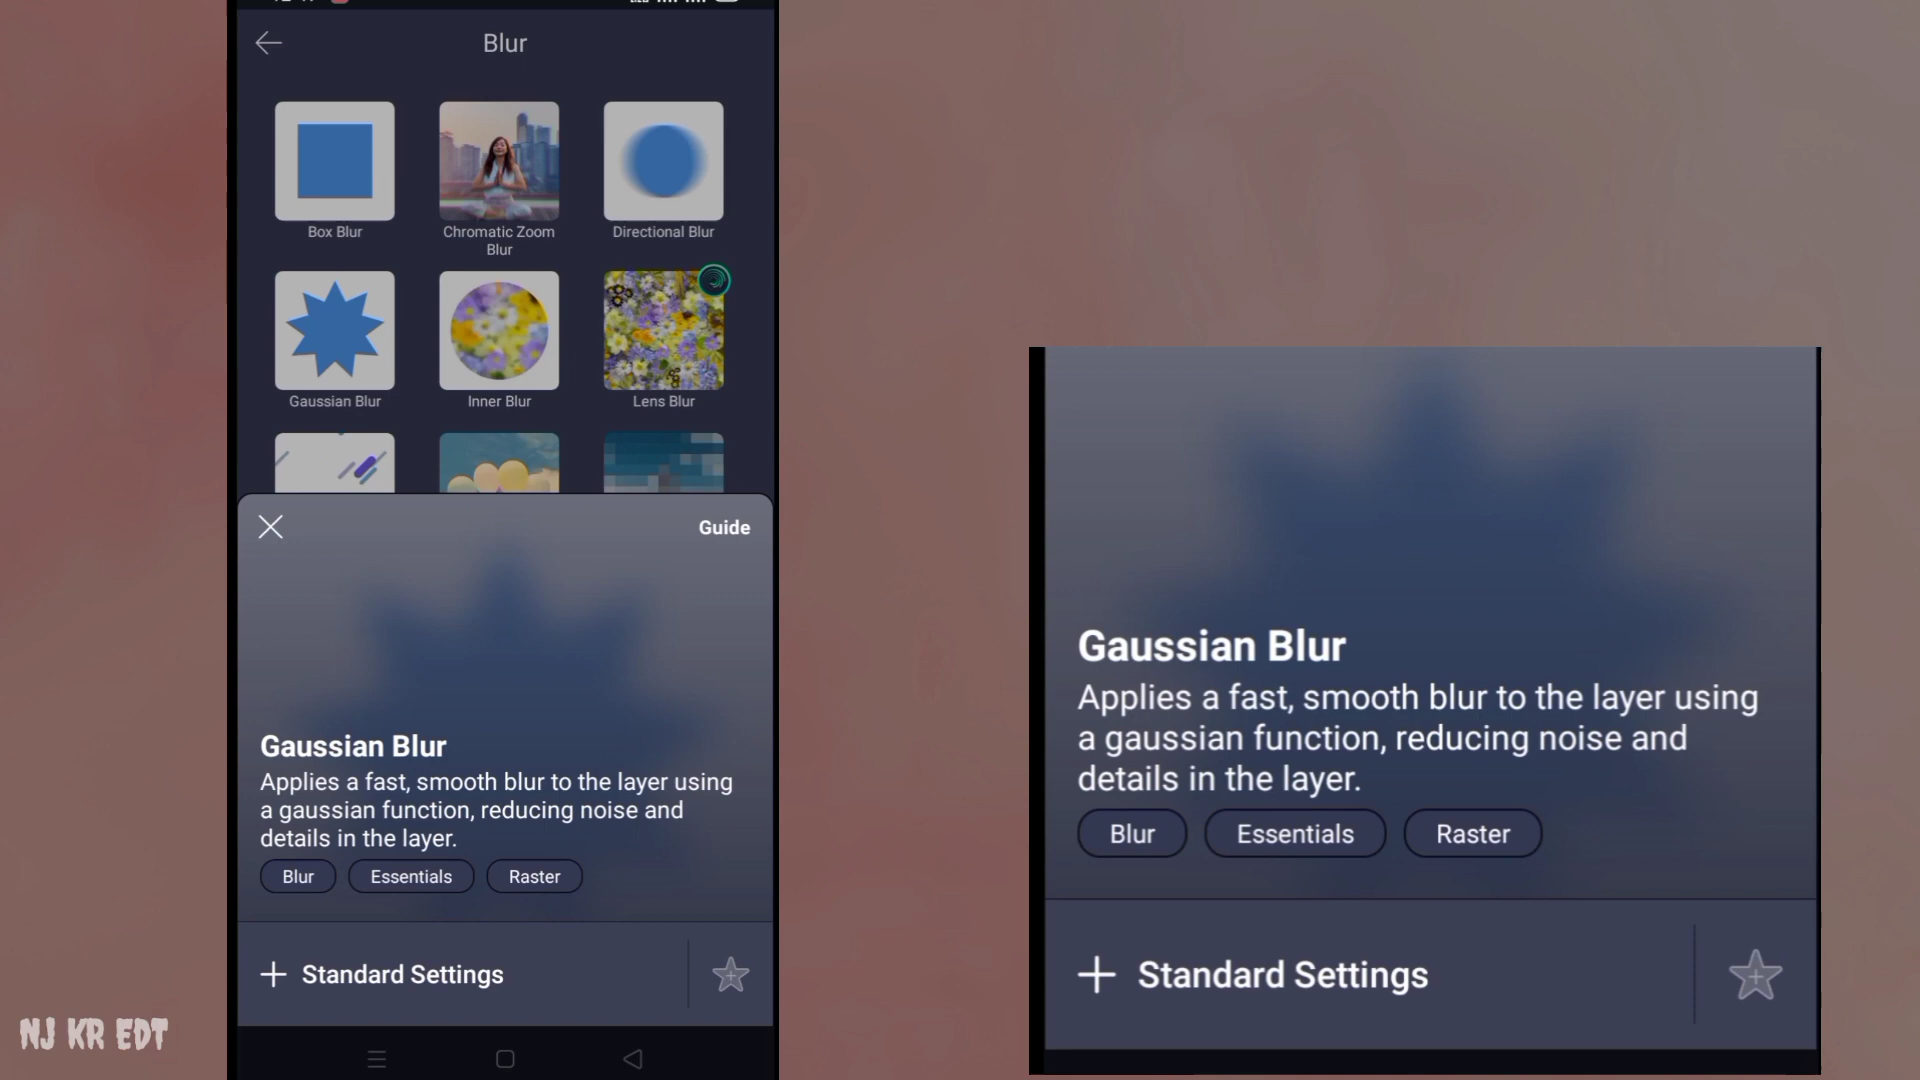 Blur
Box Blur
Chromatic Zoom
Blur
Directional Blur
Gaussian Blur
Inner Blur
Lens Blur
Guide
Gaussian Blur
Applies a fast, smooth blur to the layer using
a gaussian function, reducing noise and
details in the layer.
Blur
Essentials
Raster
Standard Settings
NJ KR EDT
Gaussian Blur
Applies a fast, smooth blur to the layer using
a gaussian function, reducing noise and
details in the layer.
Blur
Essentials
Raster
Standard Settings